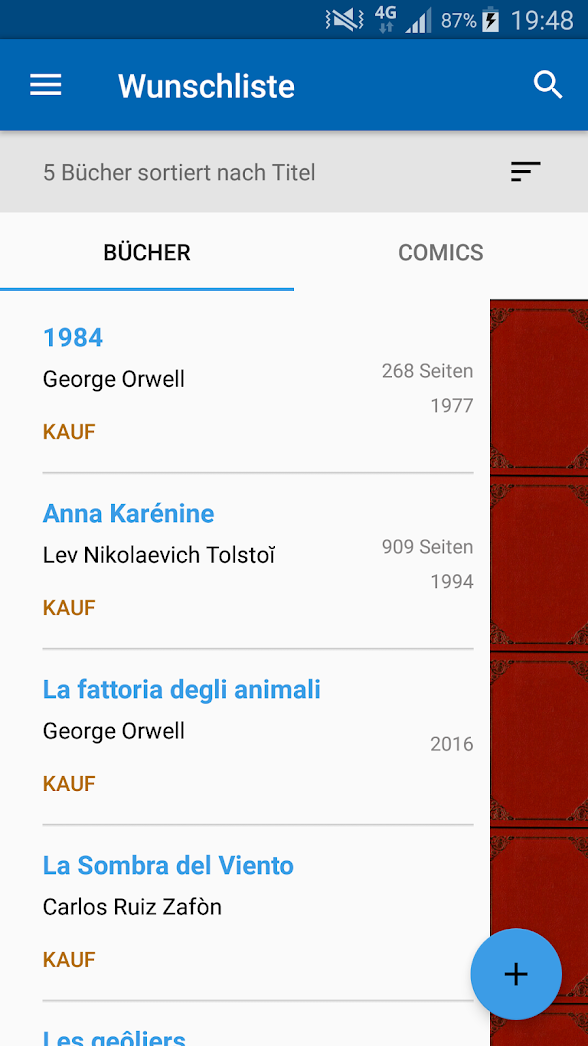 4G 87% 19:48
Wunschliste
5 Bücher sortiert nach Titel
BÜCHER COMICS
1984
George Orwell
268 Seiten
1977
KAUF
Anna Karénine
Lev Nikolaevich Tolstoĭ
909 Seiten
1994
KAUF
La fattoria degli animali
George Orwell
2016
KAUF
La Sombra del Viento
Carlos Ruiz Zafòn
KAUF
Les geôliers